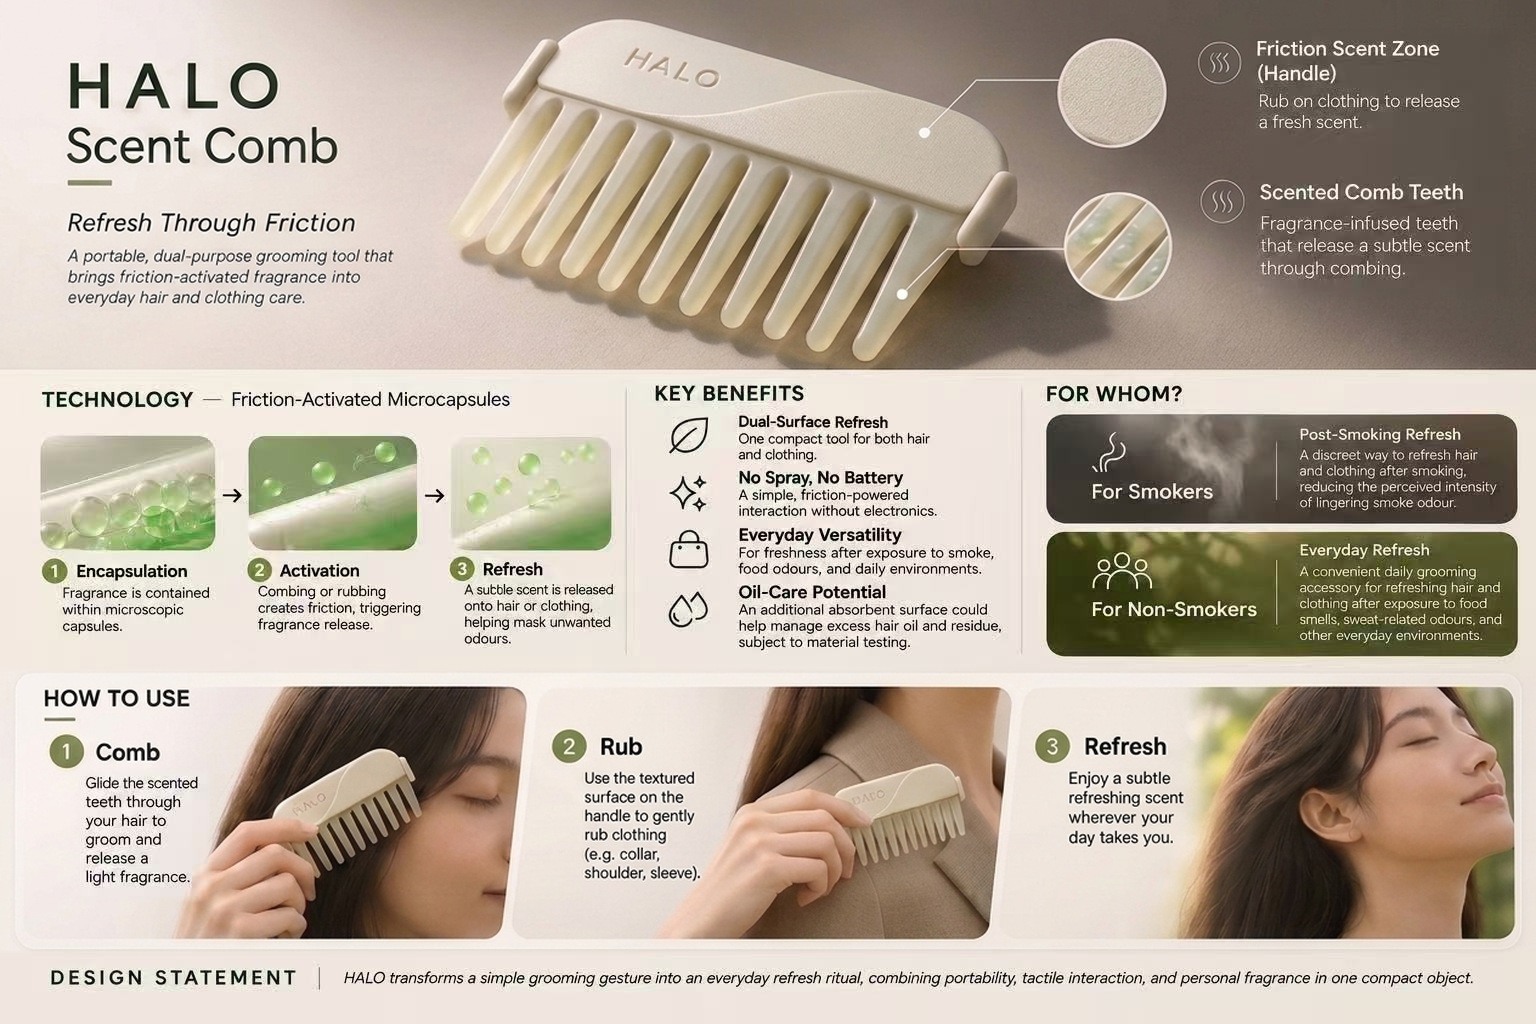 HALO
Scent Comb
Refresh Through Friction
A portable, dual-purpose grooming tool that
brings friction-activated fragrance into
everyday hair and clothing care.
HALO
Friction Scent Zone
(Handle)
Rub on clothing to release
a fresh scent.
Scented Comb Teeth
Fragrance-infused teeth
that release a subtle scent
through combing.
TECHNOLOGY — Friction-Activated Microcapsules
1 Encapsulation
Fragrance is contained
within microscopic
capsules.
2 Activation
Combing or rubbing
creates friction, triggering
fragrance release.
3 Refresh
A subtle scent is released
onto hair or clothing,
helping mask unwanted
odours.
KEY BENEFITS
Dual-Surface Refresh
One compact tool for both hair
and clothing.
No Spray, No Battery
A simple, friction-powered
interaction without electronics.
Everyday Versatility
For freshness after exposure to smoke,
food odours, and daily environments.
Oil-Care Potential
An additional absorbent surface could
help manage excess hair oil and residue,
subject to material testing.
FOR WHOM?
For Smokers
Post-Smoking Refresh
A discreet way to refresh hair
and clothing after smoking,
reducing the perceived intensity
of lingering smoke odour.
For Non-Smokers
Everyday Refresh
A convenient daily grooming
accessory for refreshing hair and
clothing after exposure to food
smells, sweat-related odours, and
other everyday environments.
HOW TO USE
1 Comb
Glide the scented
teeth through
your hair to
groom and
release a
light fragrance.
HALO
2 Rub
Use the textured
surface on the
handle to gently
rub clothing
(e.g. collar,
shoulder, sleeve).
3 Refresh
Enjoy a subtle
refreshing scent
wherever your
day takes you.
DESIGN STATEMENT
HALO transforms a simple grooming gesture into an everyday refresh ritual, combining portability, tactile interaction, and personal fragrance in one compact object.